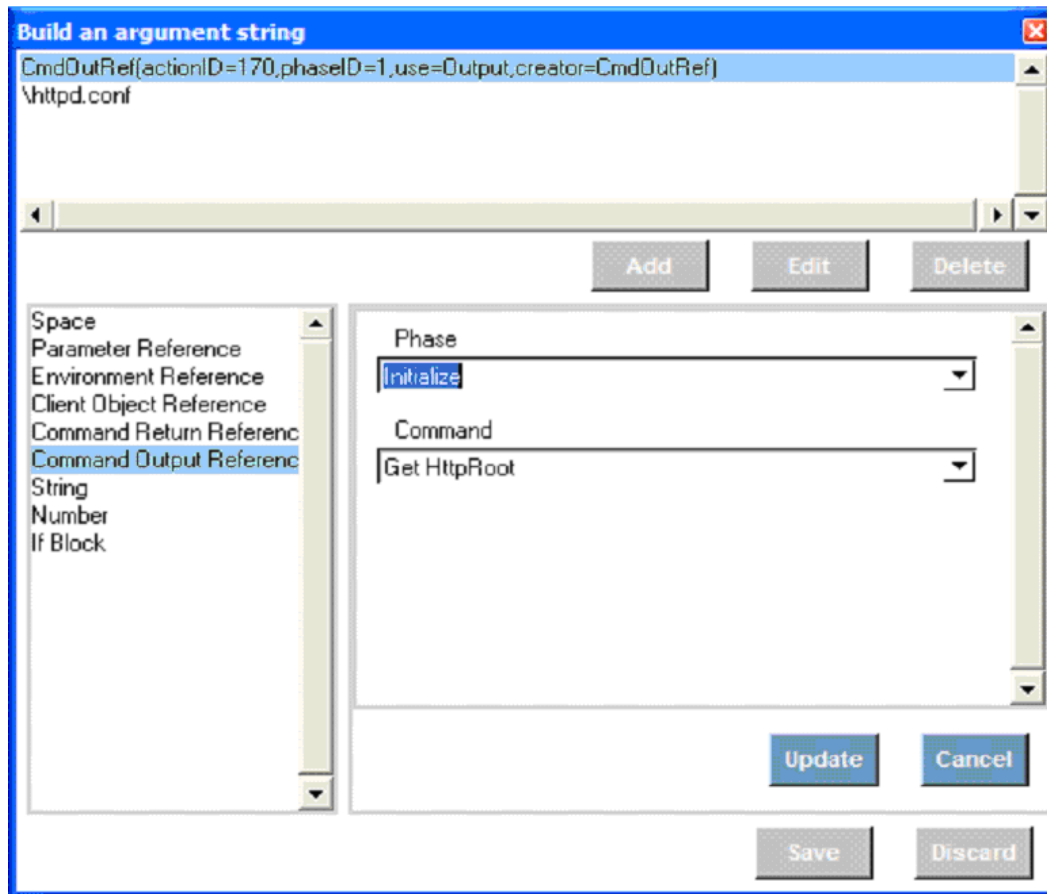 Build an argument string
CmdOutRef(actionID=170,phaseID=1,use=Output,creator=CmdOutRef)
\httpd.conf
Add Edit Delete
Space
Parameter Reference
Environment Reference
Client Object Reference
Command Return Referenc
Command Output Referenc
String
Number
If Block
Phase
Initialize
Command
Get HttpRoot
Update Cancel
Save Discard